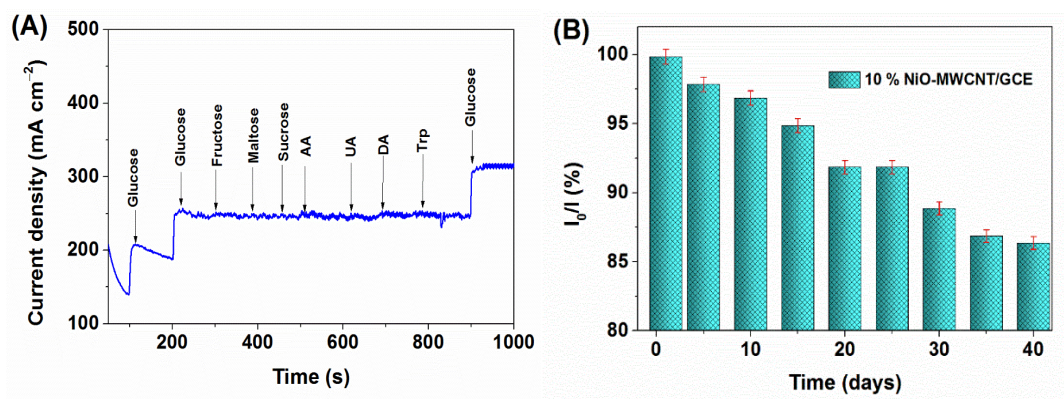 (A)
500
400
300
200
100
Current density (mA cm⁻²)
Glucose
Glucose
Fructose
Maltose
Sucrose
AA
UA
DA
Trp
Glucose
200
400
600
800
1000
Time (s)
(B)
100
95
90
85
80
I₀/I (%)
10 % NiO-MWCNT/GCE
0
10
20
30
40
Time (days)